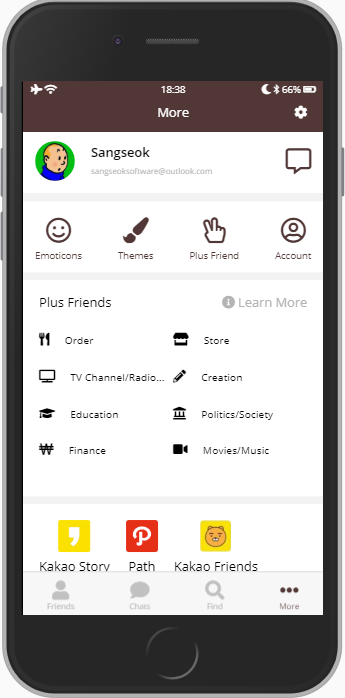 18:38 66%
More
Sangseok
sangseoksoftware@outlook.com
Emoticons Themes Plus Friend Account
Plus Friends Learn More
Order Store
TV Channel/Radio... Creation
Education Politics/Society
Finance Movies/Music
Kakao Story Path Kakao Friends
Friends Chats Find More